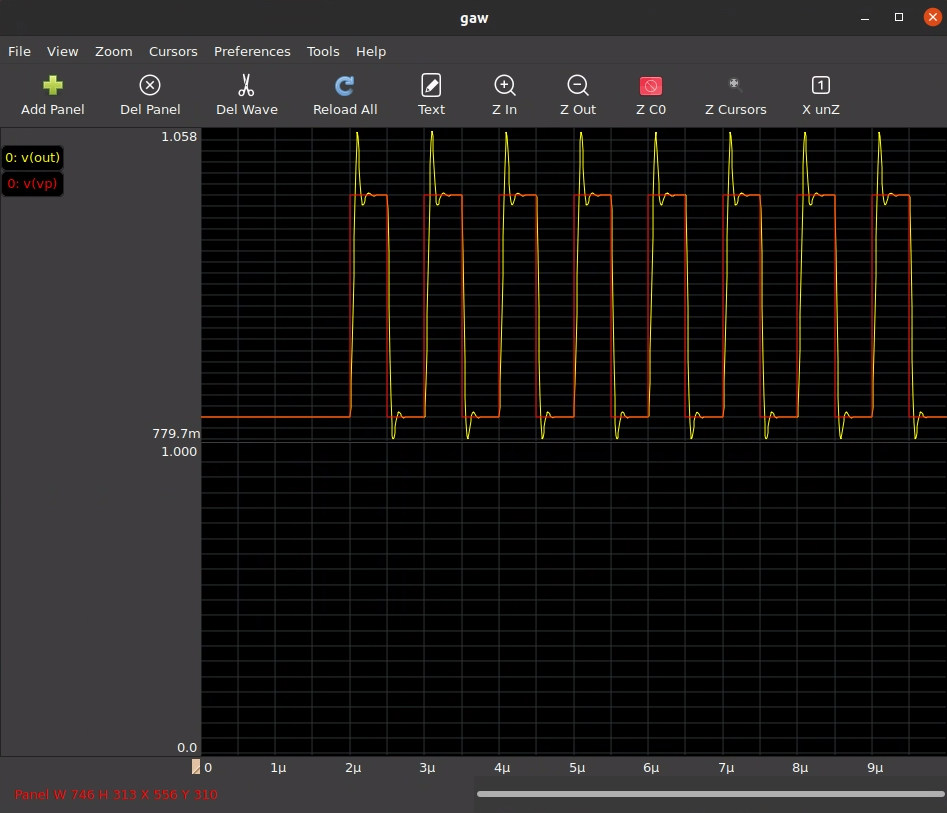 gaw
File View Zoom Cursors Preferences Tools Help
Add Panel Del Panel Del Wave Reload All Text Z In Z Out Z C0 Z Cursors X unZ
1
1.058
0: v(out)
0: v(vp)
779.7m
1.000
0.0
0 1µ 2µ 3µ 4µ 5µ 6µ 7µ 8µ 9µ
Panel W 746 H 313 X 556 Y 310